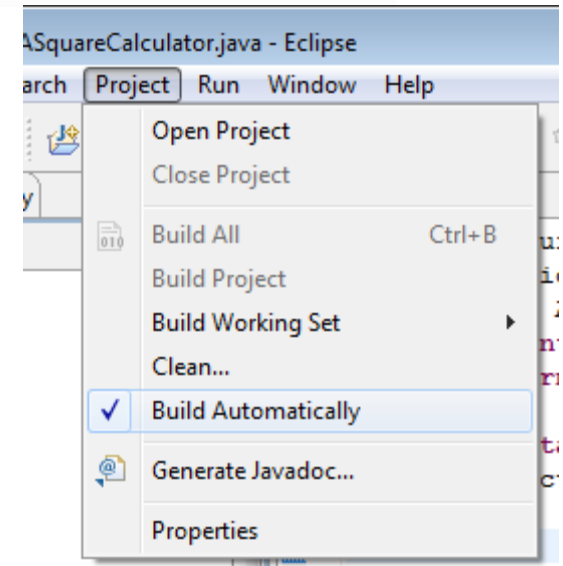 ASquareCalculator.java - Eclipse
arch Project Run Window Help
Open Project
Close Project
Build All Ctrl+B
Build Project
Build Working Set
Clean...
Build Automatically
Generate Javadoc...
Properties